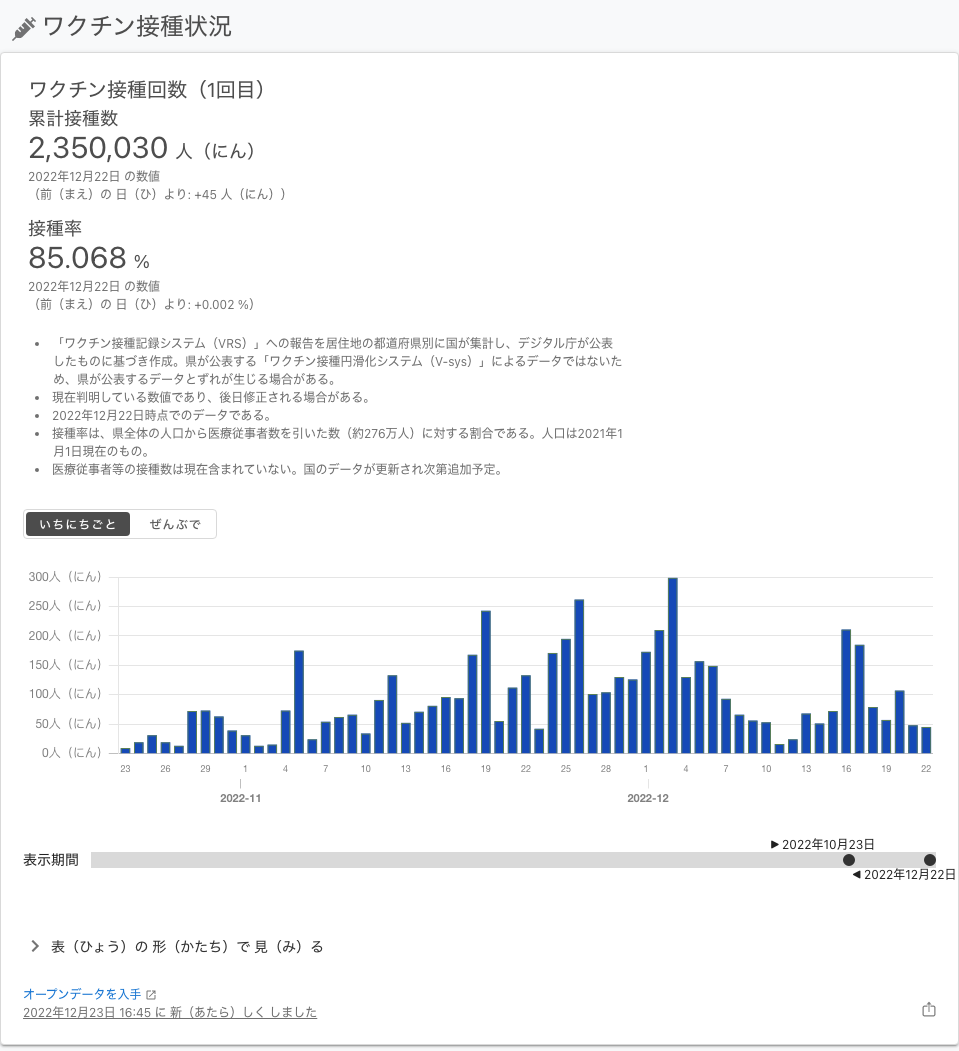 ワクチン接種状況
ワクチン接種回数（1回目）
累計接種数
2,350,030 人（にん）
2022年12月22日 の数値
（前（まえ）の 日（ひ）より: +45 人（にん））
接種率
85.068 %
2022年12月22日 の数値
（前（まえ）の 日（ひ）より: +0.002 %）
「ワクチン接種記録システム（VRS）」への報告を居住地の都道府県別に国が集計し、デジタル庁が公表
したものに基づき作成。県が公表する「ワクチン接種円滑化システム（V-sys）」によるデータではないた
め、県が公表するデータとずれが生じる場合がある。
現在判明している数値であり、後日修正される場合がある。
2022年12月22日時点でのデータである。
接種率は、県全体の人口から医療従事者数を引いた数（約276万人）に対する割合である。人口は2021年1
月1日現在のもの。
医療従事者等の接種数は現在含まれていない。国のデータが更新され次第追加予定。
いちにちごと ぜんぶで
300人（にん）
250人（にん）
200人（にん）
150人（にん）
100人（にん）
50人（にん）
0人（にん）
23 26 29 1 4 7 10 13 16 19 22 25 28 1 4 7 10 13 16 19 22
2022-11 2022-12
►2022年10月23日
表示期間
◄2022年12月22日
表（ひょう）の 形（かたち）で 見（み）る
オープンデータを入手
2022年12月23日 16:45 に 新（あたら）しく しました